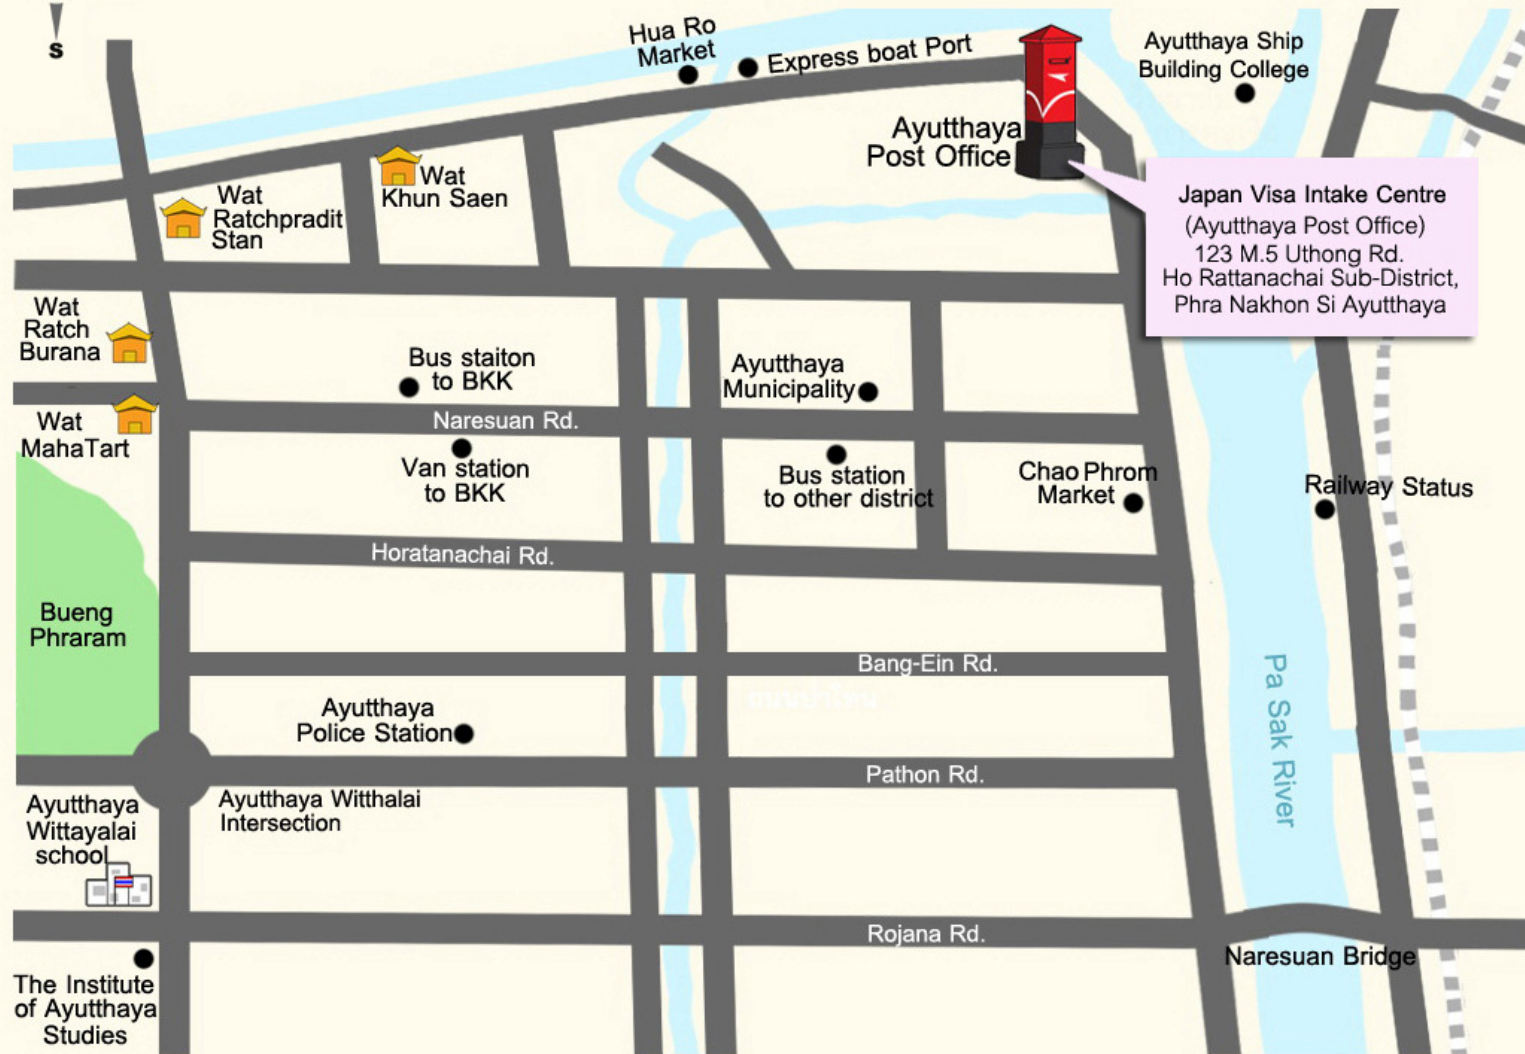 S
Hua Ro
Market
Express boat Port
Ayutthaya Ship
Building College
Ayutthaya
Post Office
Japan Visa Intake Centre
(Ayutthaya Post Office)
123 M.5 Uthong Rd.
Ho Rattanachai Sub-District,
Phra Nakhon Si Ayutthaya
Wat
Khun Saen
Wat
Ratchpradit
Stan
Wat
Ratch
Burana
Bus staiton
to BKK
Ayutthaya
Municipality
Wat
MahaTart
Naresuan Rd.
Van station
to BKK
Bus station
to other district
Chao Phrom
Market
Railway Status
Horatanachai Rd.
Bueng
Phraram
Bang-Ein Rd.
Pa Sak River
Ayutthaya
Police Station
Pathon Rd.
Ayutthaya
Wittayalai
school
Ayutthaya Witthalai
Intersection
Rojana Rd.
Naresuan Bridge
The Institute
of Ayutthaya
Studies